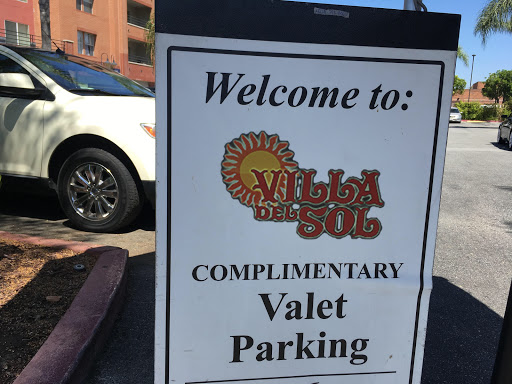 Welcome to:
VILLA
DEL SOL
COMPLIMENTARY
Valet
Parking